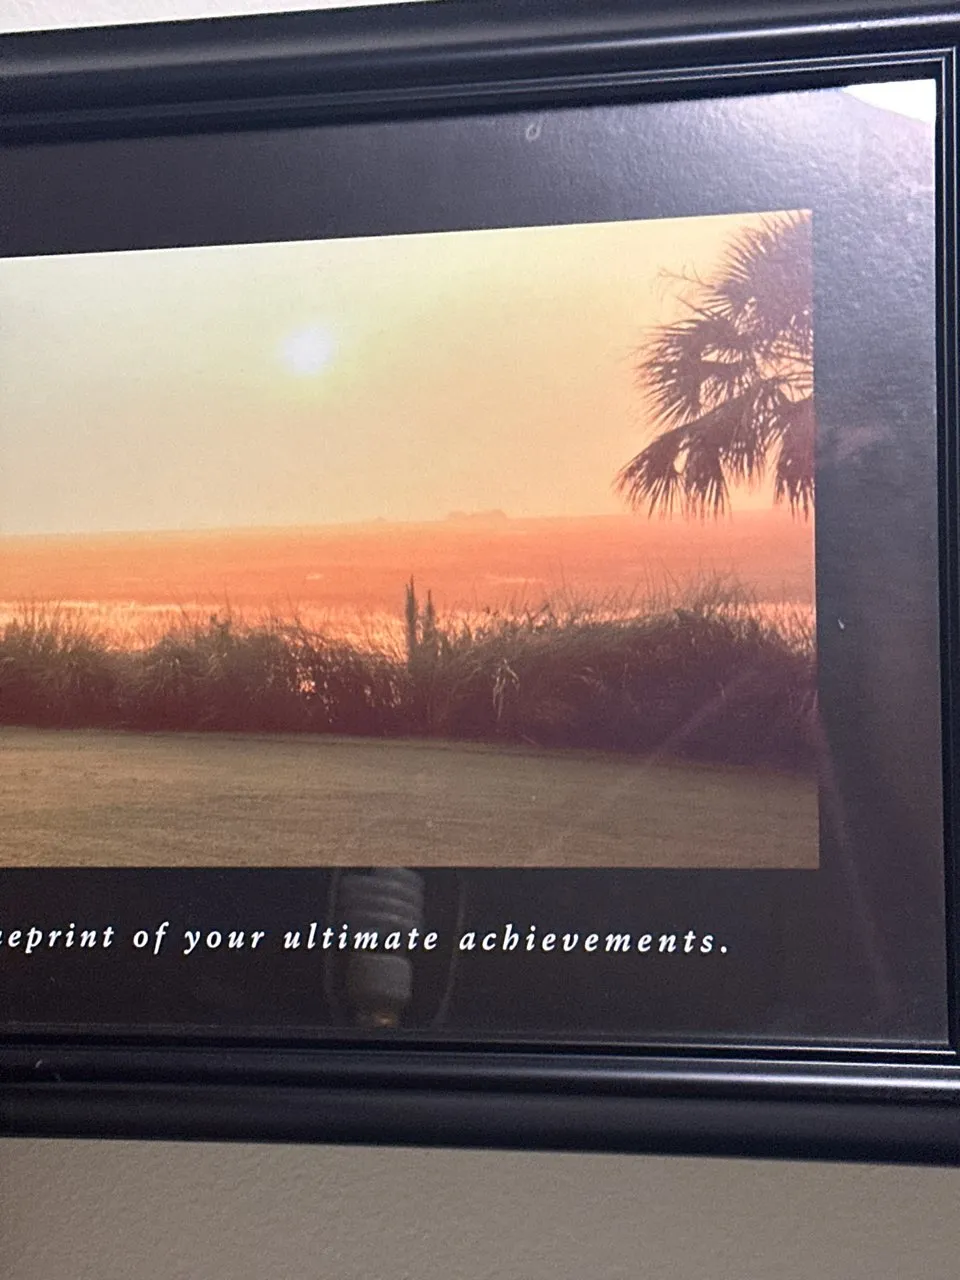 eprint of your ultimate achievements.